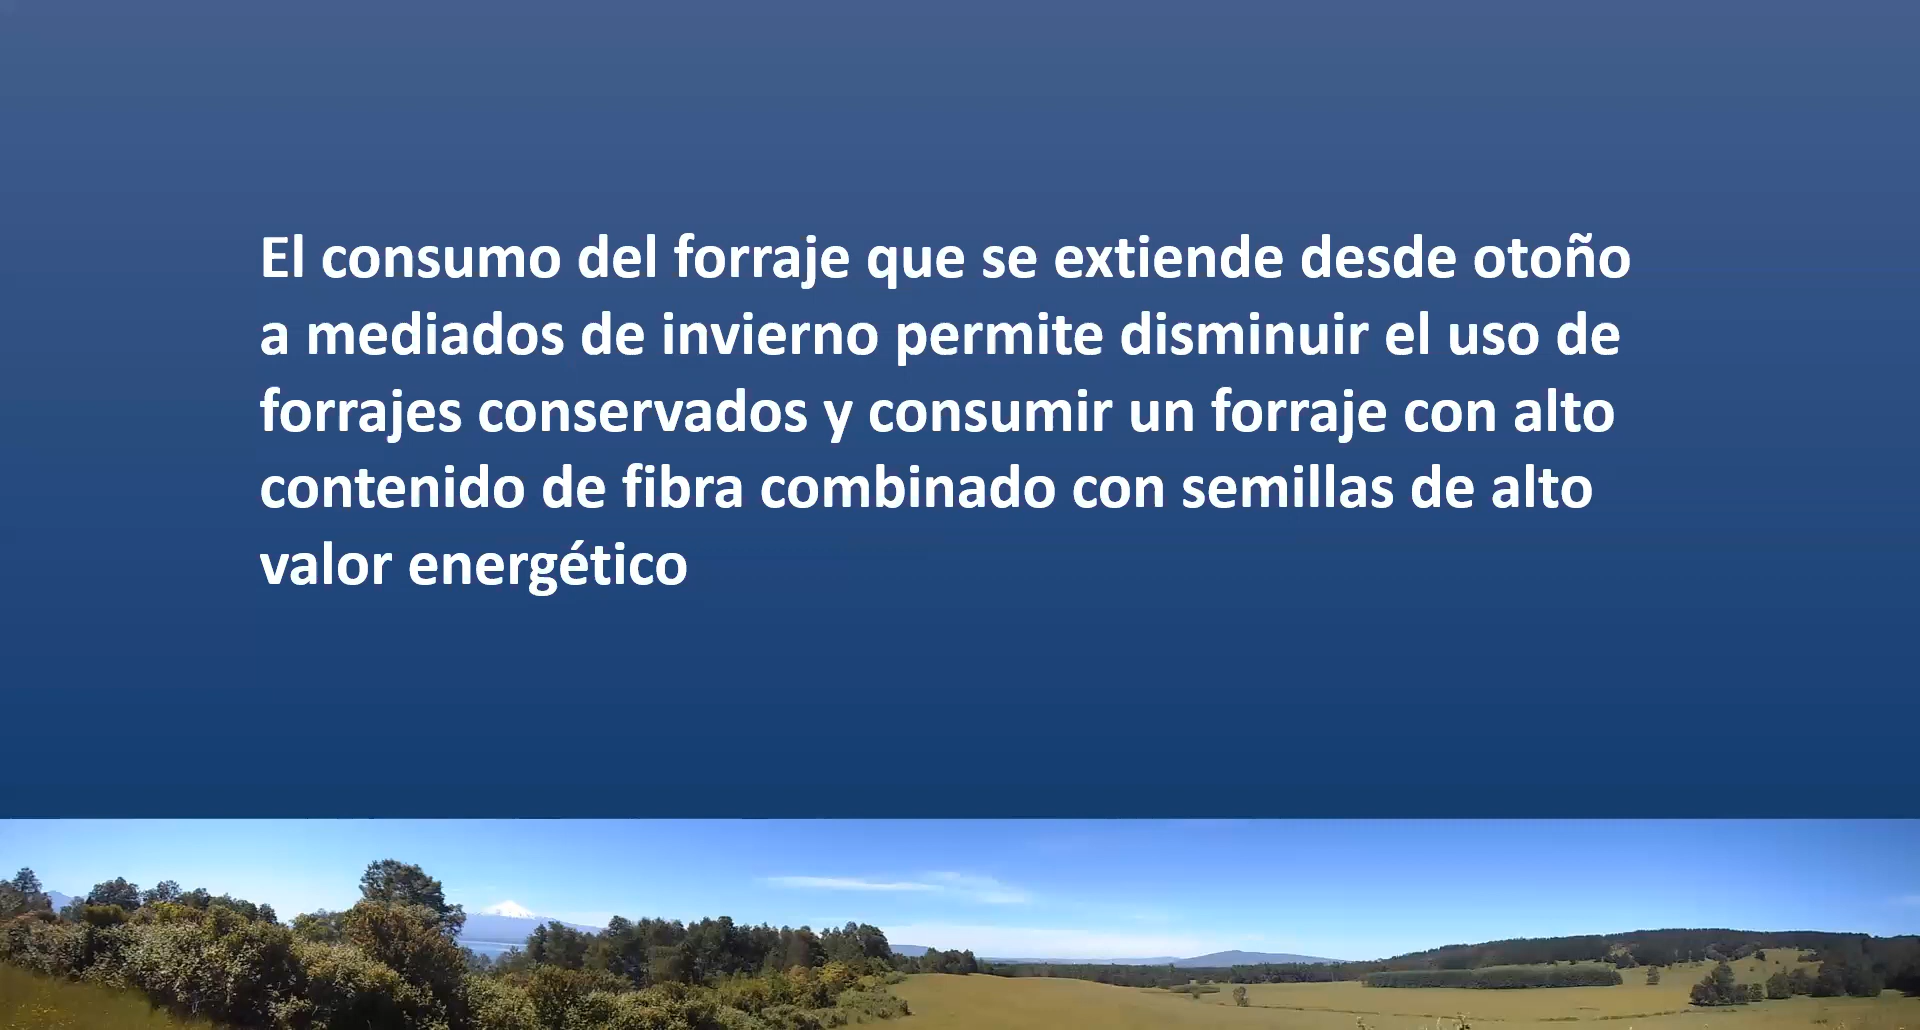 El consumo del forraje que se extiende desde otoño
a mediados de invierno permite disminuir el uso de
forrajes conservados y consumir un forraje con alto
contenido de fibra combinado con semillas de alto
valor energético